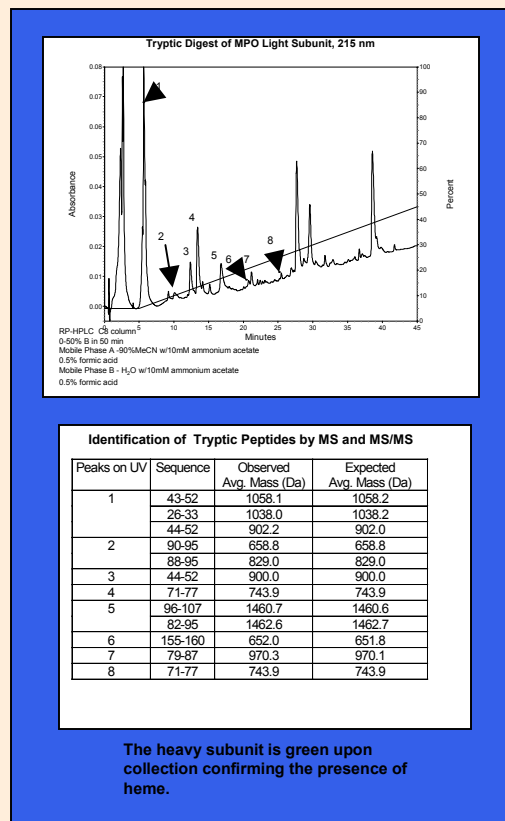 Tryptic Digest of MPO Light Subunit, 215 nm
0.08 100
90
0.07
80
0.06
70
0.05
60
0.04
50
0.03
40
0.02
30
0.01
20
0.00
10
0
Absorbance
Percent
1
2
3
4
5
6
7
8
0 5 10 15 20 25 30 35 40 45
Minutes
RP-HPLC C8 column
0-50% B in 50 min
Mobile Phase A -90%MeCN w/10mM ammonium acetate
0.5% formic acid
Mobile Phase B - H2O w/10mM ammonium acetate
0.5% formic acid
Identification of Tryptic Peptides by MS and MS/MS
Peaks on UV Sequence Observed Avg. Mass (Da) Expected Avg. Mass (Da)
1 43-52 1058.1 1058.2
26-33 1038.0 1038.2
44-52 902.2 902.0
2 90-95 658.8 658.8
88-95 829.0 829.0
3 44-52 900.0 900.0
4 71-77 743.9 743.9
5 96-107 1460.7 1460.6
82-95 1462.6 1462.7
6 155-160 652.0 651.8
7 79-87 970.3 970.1
8 71-77 743.9 743.9
The heavy subunit is green upon
collection confirming the presence of
heme.